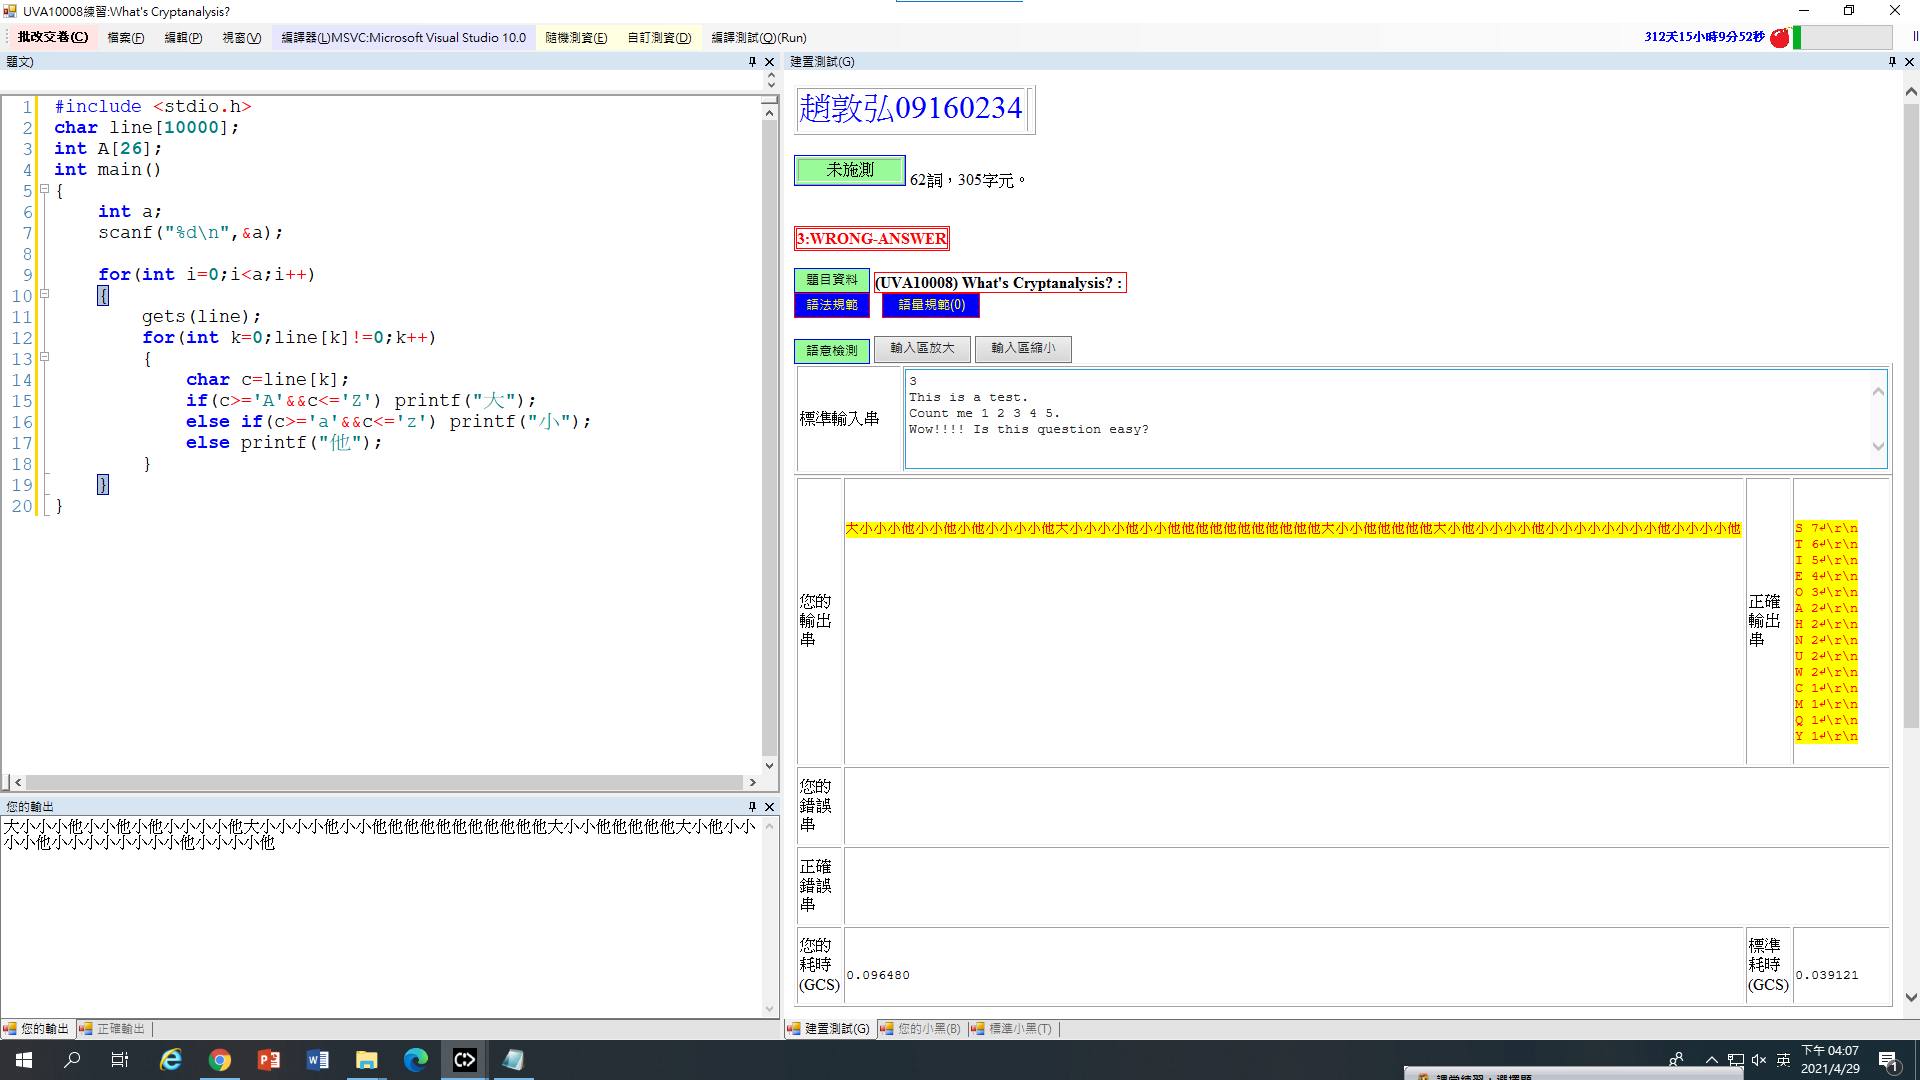 UVA10008練習:What's Cryptanalysis?
批改交卷(C) 檔案(F) 編輯(P) 視窗(V) 編譯器(L)MSVC:Microsoft Visual Studio 10.0 隨機測資(E) 自訂測資(D) 編譯測試(Q)(Run) 312天15小時9分52秒
題文)
1 #include <stdio.h>
2 char line[10000];
3 int A[26];
4 int main()
5 {
6 int a;
7 scanf("%d\n",&a);
8
9 for(int i=0;i<a;i++)
10 {
11 gets(line);
12 for(int k=0;line[k]!=0;k++)
13 {
14 char c=line[k];
15 if(c>='A'&&c<='Z') printf("大");
16 else if(c>='a'&&c<='z') printf("小");
17 else printf("他");
18 }
19 }
20 }
您的輸出
大小小小他小小他小他小小小小他大小小小小他小小他他他他他他他他他他他大小小他他他他他大小他小小
小小他小小小小小小小小他小小小小他
您的輸出 正確輸出
建置測試(G)
趙敦弘09160234
未施測 62詞，305字元。
3:WRONG-ANSWER
題目資料 (UVA10008) What's Cryptanalysis? :
語法規範 語量規範(0)
語意檢測 輸入區放大 輸入區縮小
標準輸入串
3
This is a test.
Count me 1 2 3 4 5.
Wow!!!! Is this question easy?
您的輸出串
大小小小他小小他小他小小小小他大小小小小他小小他他他他他他他他他他他大小小他他他他他大小他小小小小他小小小小小小小小他小小小小他
正確輸出串
S 7↲\r\n
T 6↲\r\n
I 5↲\r\n
E 4↲\r\n
O 3↲\r\n
A 2↲\r\n
H 2↲\r\n
N 2↲\r\n
U 2↲\r\n
W 2↲\r\n
C 1↲\r\n
M 1↲\r\n
Q 1↲\r\n
Y 1↲\r\n
您的錯誤串
正確錯誤串
您的耗時(GCS) 0.096480 標準耗時(GCS) 0.039121
建置測試(G) 您的小黑(B) 標準小黑(T)
英 下午 04:07
2021/4/29
1